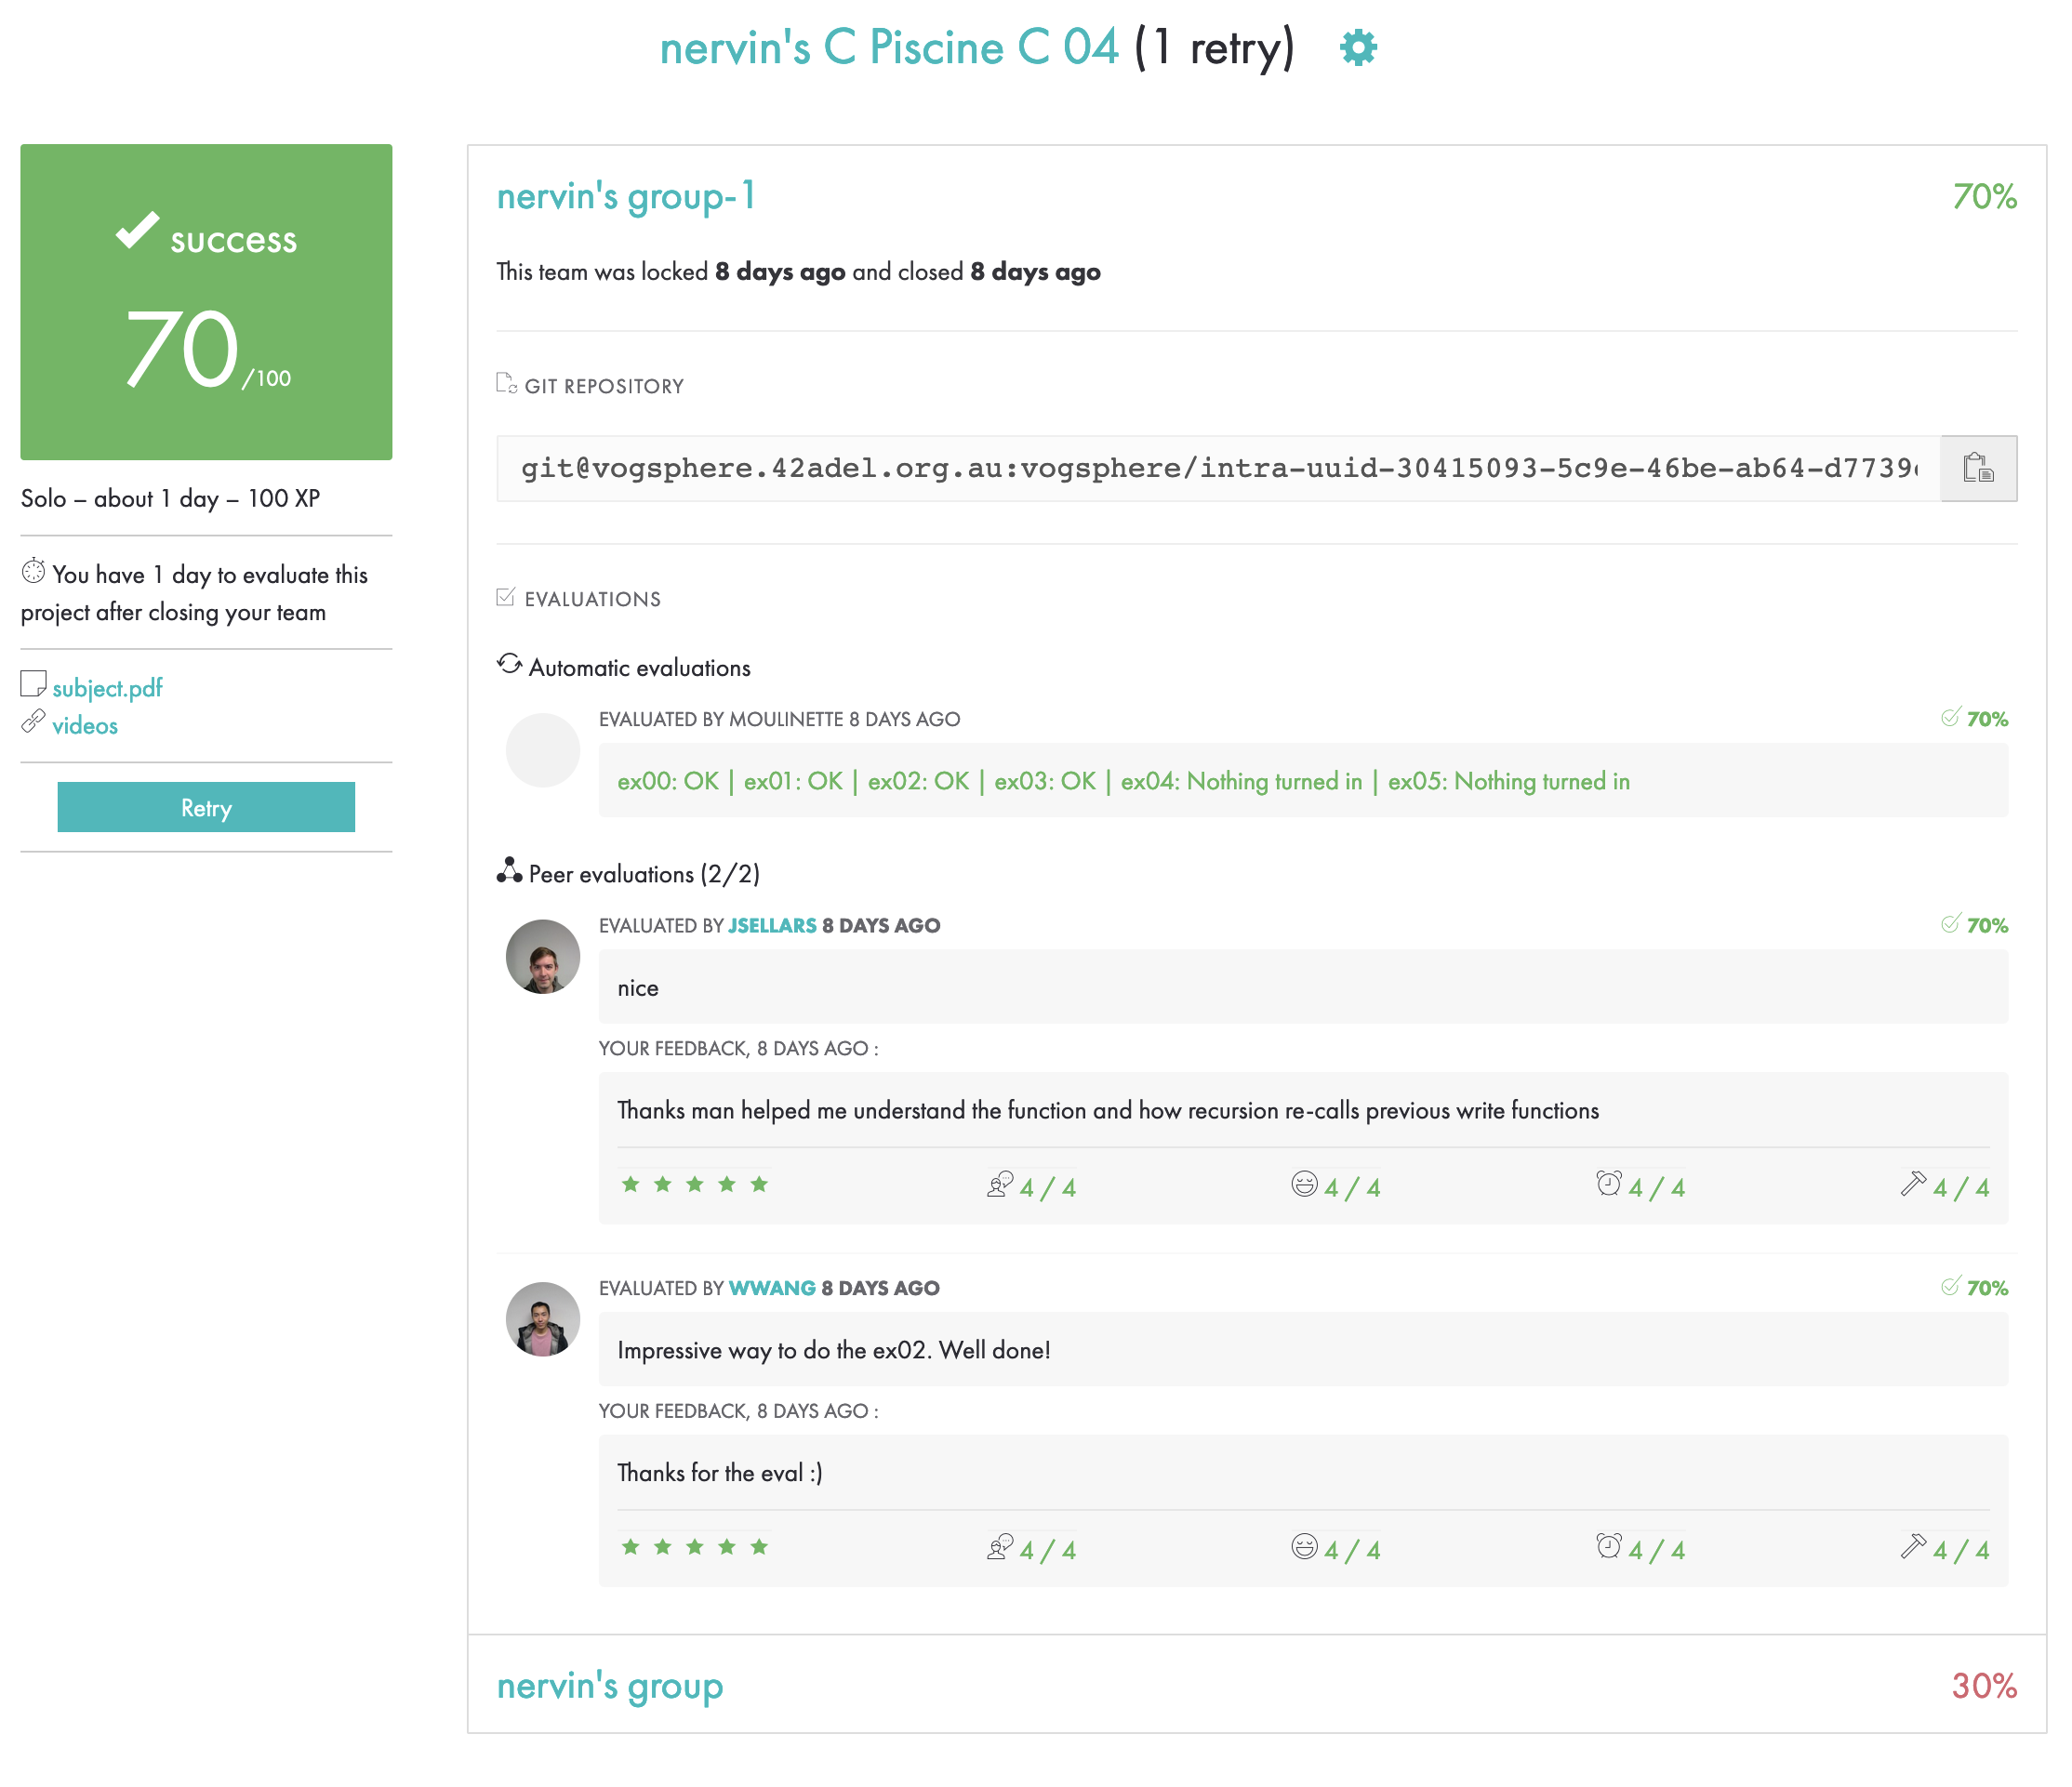 nervin's C Piscine C 04 (1 retry)
success
70/100
Solo – about 1 day – 100 XP
You have 1 day to evaluate this
project after closing your team
subject.pdf
videos
Retry
nervin's group-1 70%
This team was locked 8 days ago and closed 8 days ago
GIT REPOSITORY
git@vogsphere.42adel.org.au:vogsphere/intra-uuid-30415093-5c9e-46be-ab64-d7739
EVALUATIONS
Automatic evaluations
EVALUATED BY MOULINETTE 8 DAYS AGO 70%
ex00: OK | ex01: OK | ex02: OK | ex03: OK | ex04: Nothing turned in | ex05: Nothing turned in
Peer evaluations (2/2)
EVALUATED BY JSELLARS 8 DAYS AGO 70%
nice
YOUR FEEDBACK, 8 DAYS AGO :
Thanks man helped me understand the function and how recursion re-calls previous write functions
4 / 4 4 / 4 4 / 4 4 / 4
EVALUATED BY WWANG 8 DAYS AGO 70%
Impressive way to do the ex02. Well done!
YOUR FEEDBACK, 8 DAYS AGO :
Thanks for the eval :)
4 / 4 4 / 4 4 / 4 4 / 4
nervin's group 30%